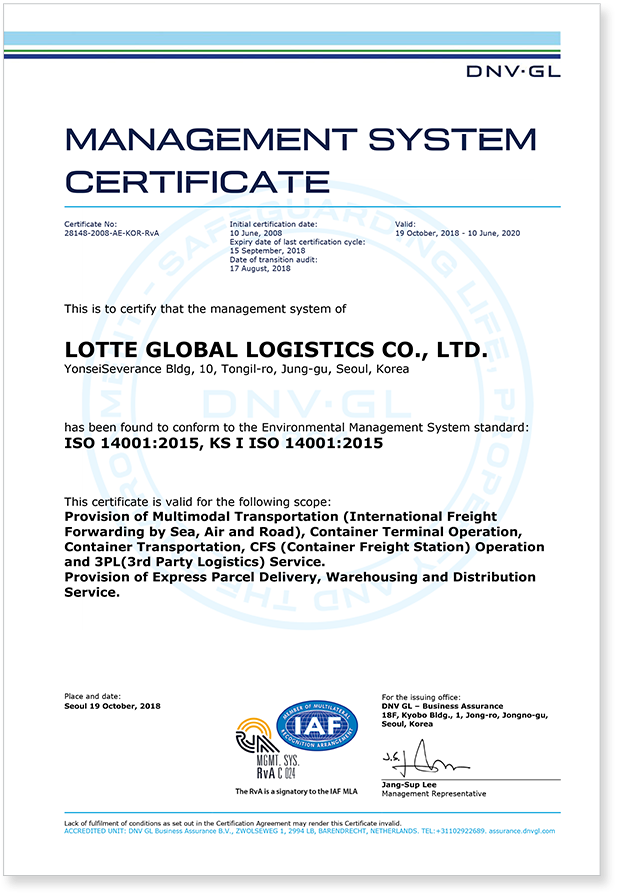 DNV·GL
MANAGEMENT SYSTEM
CERTIFICATE
Certificate No:
28148-2008-AE-KOR-RvA
Initial certification date:
10 June, 2008
Expiry date of last certification cycle:
15 September, 2018
Date of transition audit:
17 August, 2018
Valid:
19 October, 2018 - 10 June, 2020
This is to certify that the management system of
LOTTE GLOBAL LOGISTICS CO., LTD.
YonseiSeverance Bldg, 10, Tongil-ro, Jung-gu, Seoul, Korea
DNV·GL
has been found to conform to the Environmental Management System standard:
ISO 14001:2015, KS I ISO 14001:2015
This certificate is valid for the following scope:
Provision of Multimodal Transportation (International Freight
Forwarding by Sea, Air and Road), Container Terminal Operation,
Container Transportation, CFS (Container Freight Station) Operation
and 3PL(3rd Party Logistics) Service.
Provision of Express Parcel Delivery, Warehousing and Distribution
Service.
SAFEGUARDING LIFE, PROPERTY AND THE
Place and date:
Seoul 19 October, 2018
MEMBER OF MULTILATERAL
IAF
RECOGNITION ARRANGEMENT
MGMT. SYS.
RvA C 024
The RvA is a signatory to the IAF MLA
For the issuing office:
DNV GL – Business Assurance
18F, Kyobo Bldg., 1, Jong-ro, Jongno-gu,
Seoul, Korea
Jang-Sup Lee
Management Representative
Lack of fulfilment of conditions as set out in the Certification Agreement may render this Certificate invalid.
ACCREDITED UNIT: DNV GL Business Assurance B.V., ZWOLSEWEG 1, 2994 LB, BARENDRECHT, NETHERLANDS. TEL:+31102922689. assurance.dnvgl.com